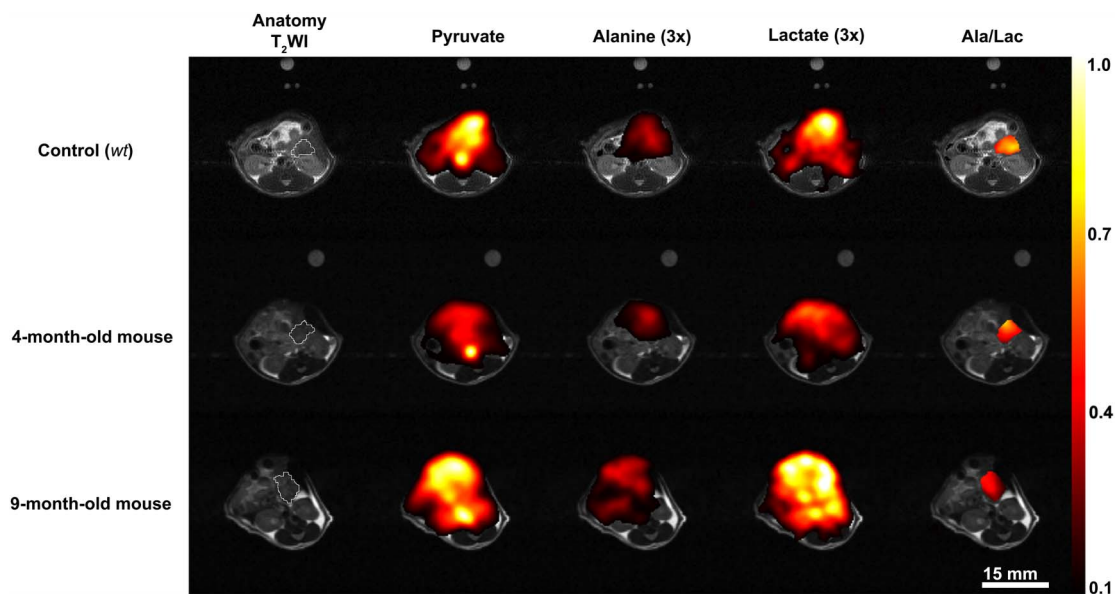 Anatomy
T₂WI
Pyruvate
Alanine (3x)
Lactate (3x)
Ala/Lac
1.0
Control (wt)
0.7
4-month-old mouse
0.4
9-month-old mouse
15 mm
0.1